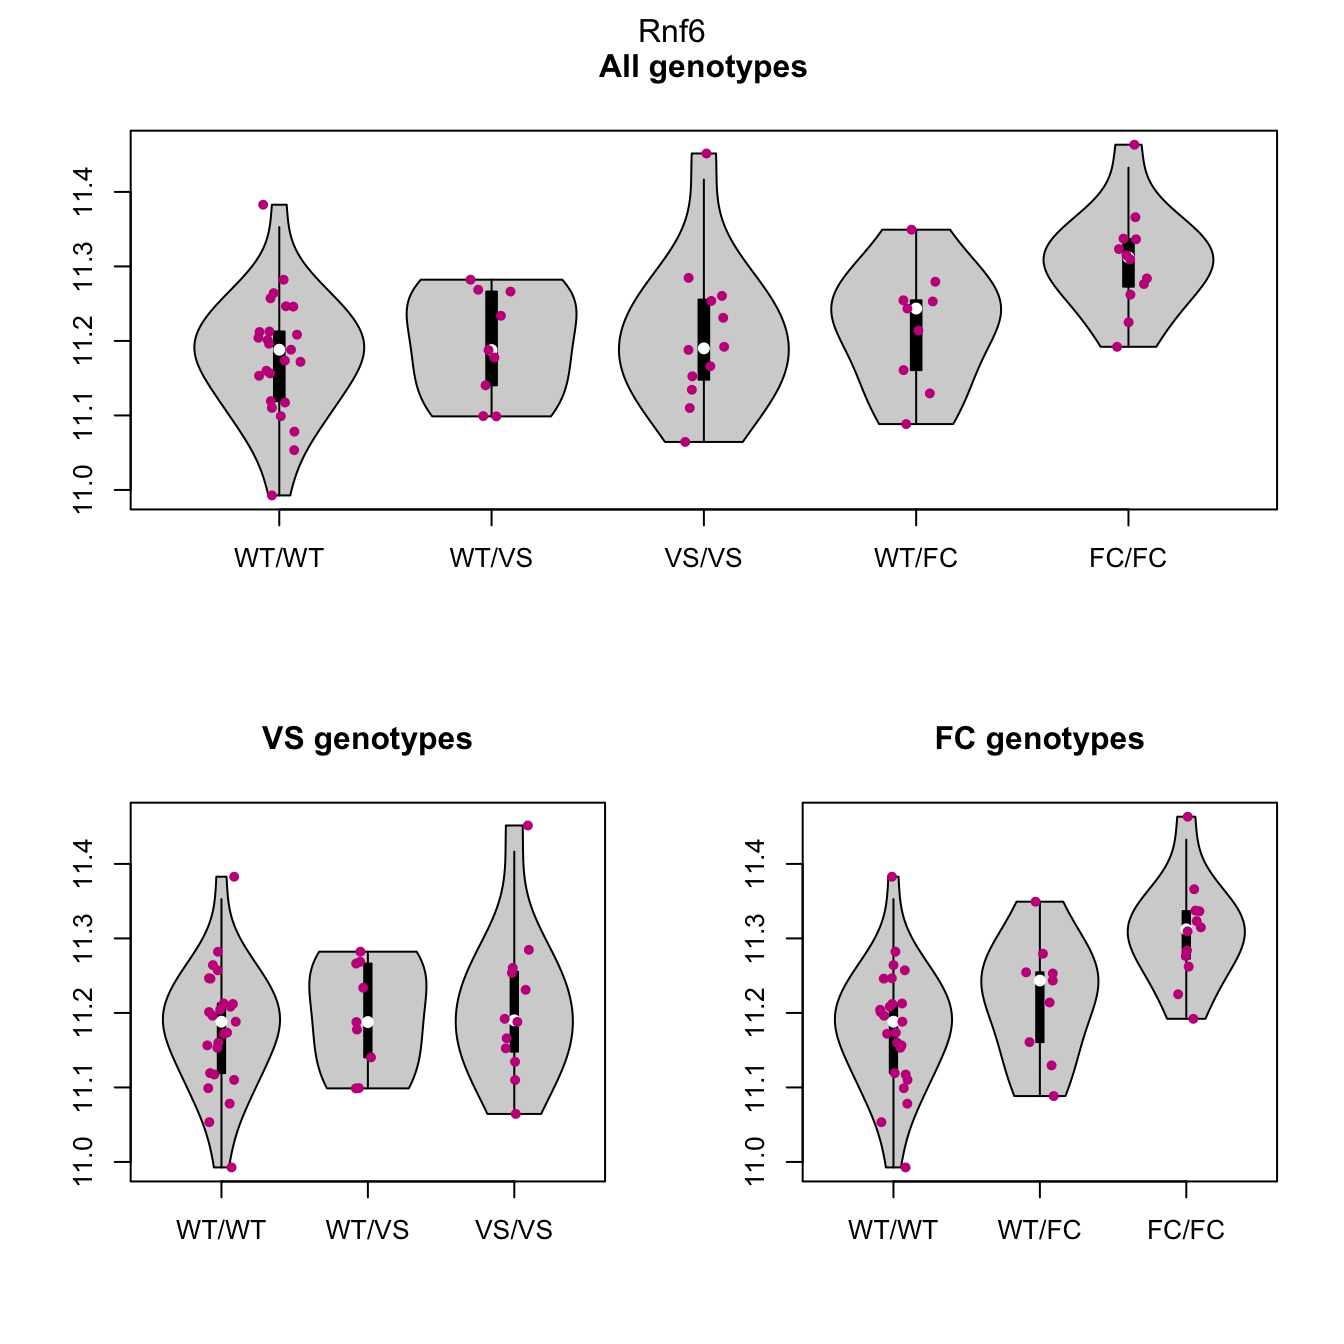 Rnf6
All genotypes
11.4
11.3
11.2
11.1
11.0
WT/WT WT/VS VS/VS WT/FC FC/FC
VS genotypes
11.4
11.3
11.2
11.1
11.0
WT/WT WT/VS VS/VS
FC genotypes
11.4
11.3
11.2
11.1
11.0
WT/WT WT/FC FC/FC